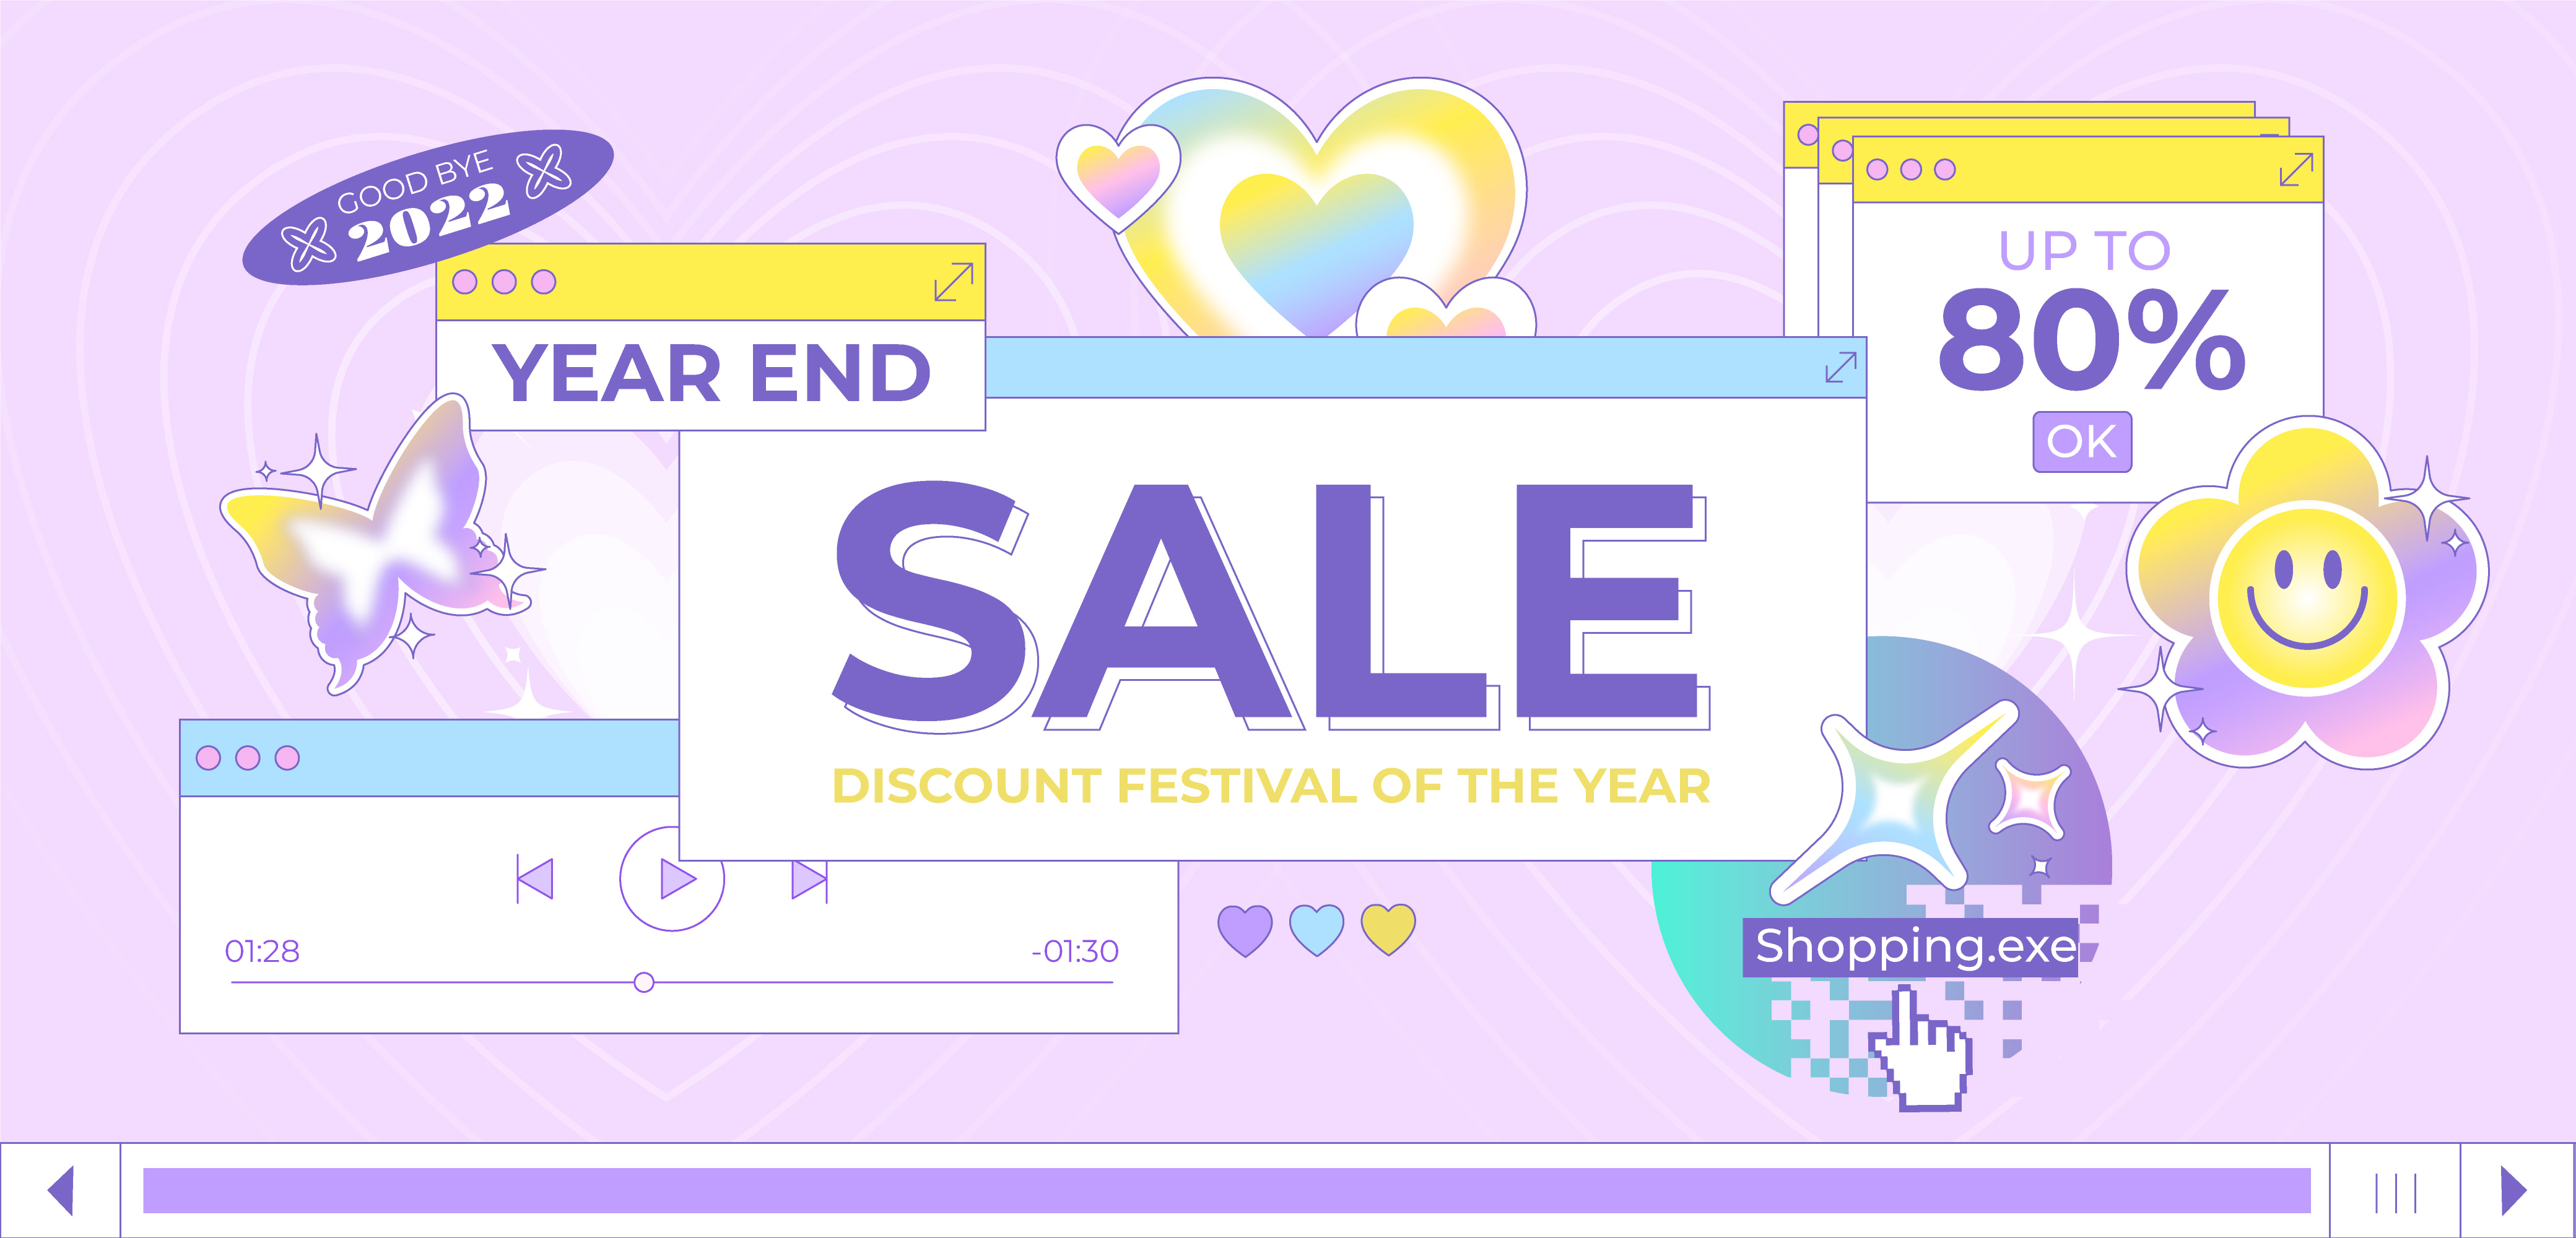 GOOD BYE
2022
YEAR END
SALE
DISCOUNT FESTIVAL OF THE YEAR
UP TO
80%
OK
01:28
-01:30
Shopping.exe